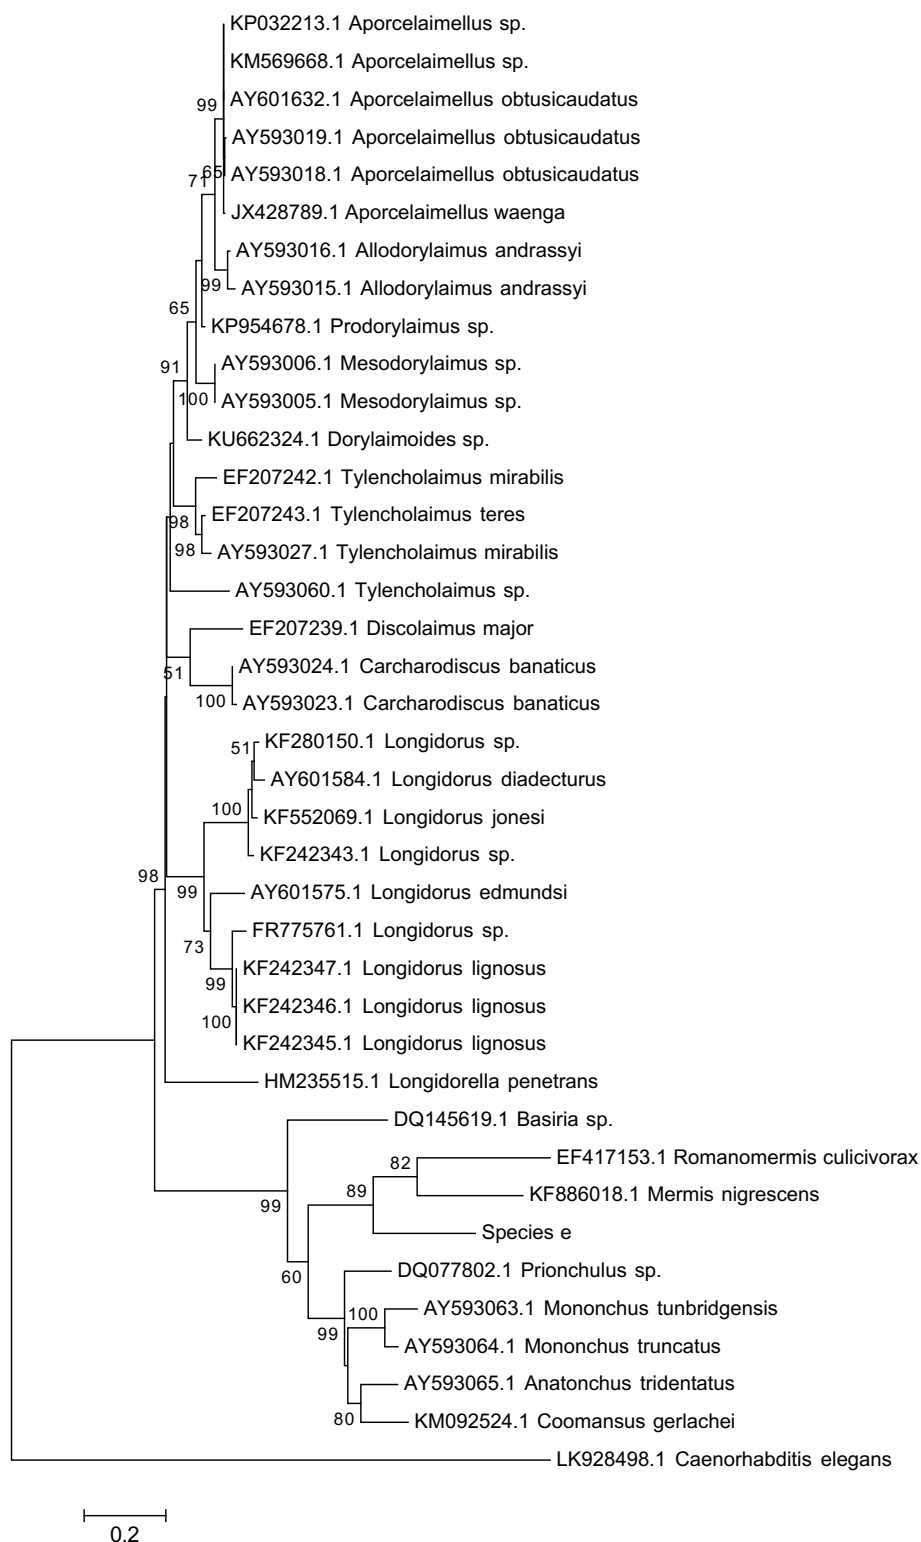 KP032213.1 Aporcelaimellus sp.
KM569668.1 Aporcelaimellus sp.
99
AY601632.1 Aporcelaimellus obtusicaudatus
AY593019.1 Aporcelaimellus obtusicaudatus
71
65
AY593018.1 Aporcelaimellus obtusicaudatus
JX428789.1 Aporcelaimellus waenga
AY593016.1 Allodorylaimus andrassyi
99
AY593015.1 Allodorylaimus andrassyi
65
KP954678.1 Prodorylaimus sp.
91
AY593006.1 Mesodorylaimus sp.
100
AY593005.1 Mesodorylaimus sp.
KU662324.1 Dorylaimoides sp.
EF207242.1 Tylencholaimus mirabilis
98
EF207243.1 Tylencholaimus teres
98
AY593027.1 Tylencholaimus mirabilis
AY593060.1 Tylencholaimus sp.
EF207239.1 Discolaimus major
51
AY593024.1 Carcharodiscus banaticus
100
AY593023.1 Carcharodiscus banaticus
51
KF280150.1 Longidorus sp.
AY601584.1 Longidorus diadecturus
100
KF552069.1 Longidorus jonesi
KF242343.1 Longidorus sp.
98
99
AY601575.1 Longidorus edmundsi
FR775761.1 Longidorus sp.
73
KF242347.1 Longidorus lignosus
99
KF242346.1 Longidorus lignosus
100
KF242345.1 Longidorus lignosus
HM235515.1 Longidorella penetrans
DQ145619.1 Basiria sp.
82
EF417153.1 Romanomermis culicivorax
89
KF886018.1 Mermis nigrescens
99
Species e
60
DQ077802.1 Prionchulus sp.
100
AY593063.1 Mononchus tunbridgensis
99
AY593064.1 Mononchus truncatus
AY593065.1 Anatonchus tridentatus
80
KM092524.1 Coomansus gerlachei
LK928498.1 Caenorhabditis elegans
0.2